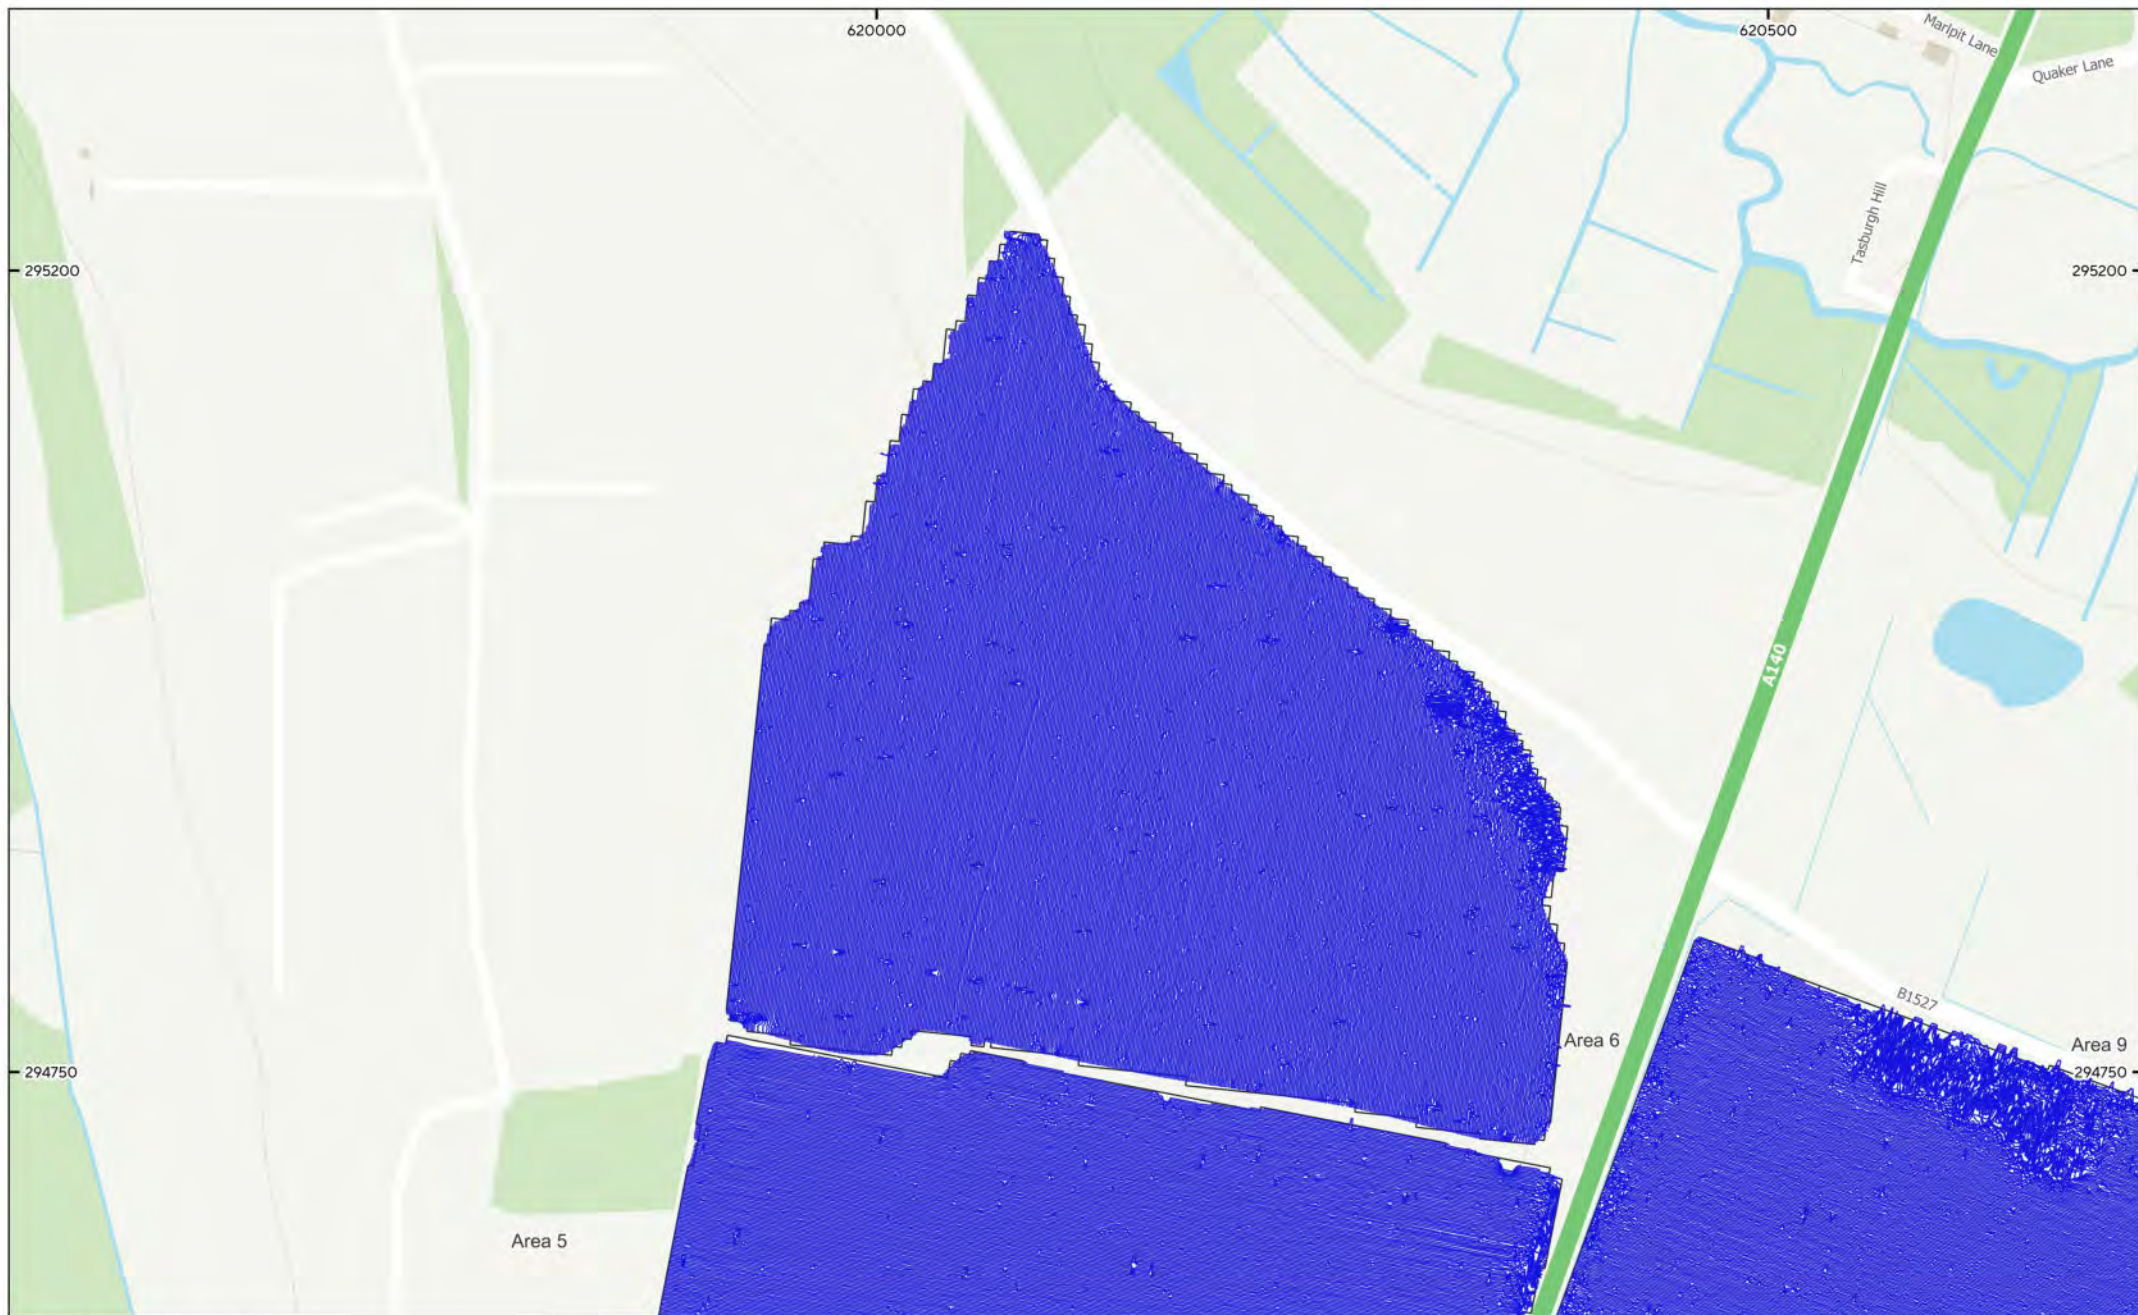 620000
620500
Marlpit Lane
Quaker Lane
Tasburgh Hill
295200
295200
A140
B1527
Area 6
Area 9
294750
294750
Area 5